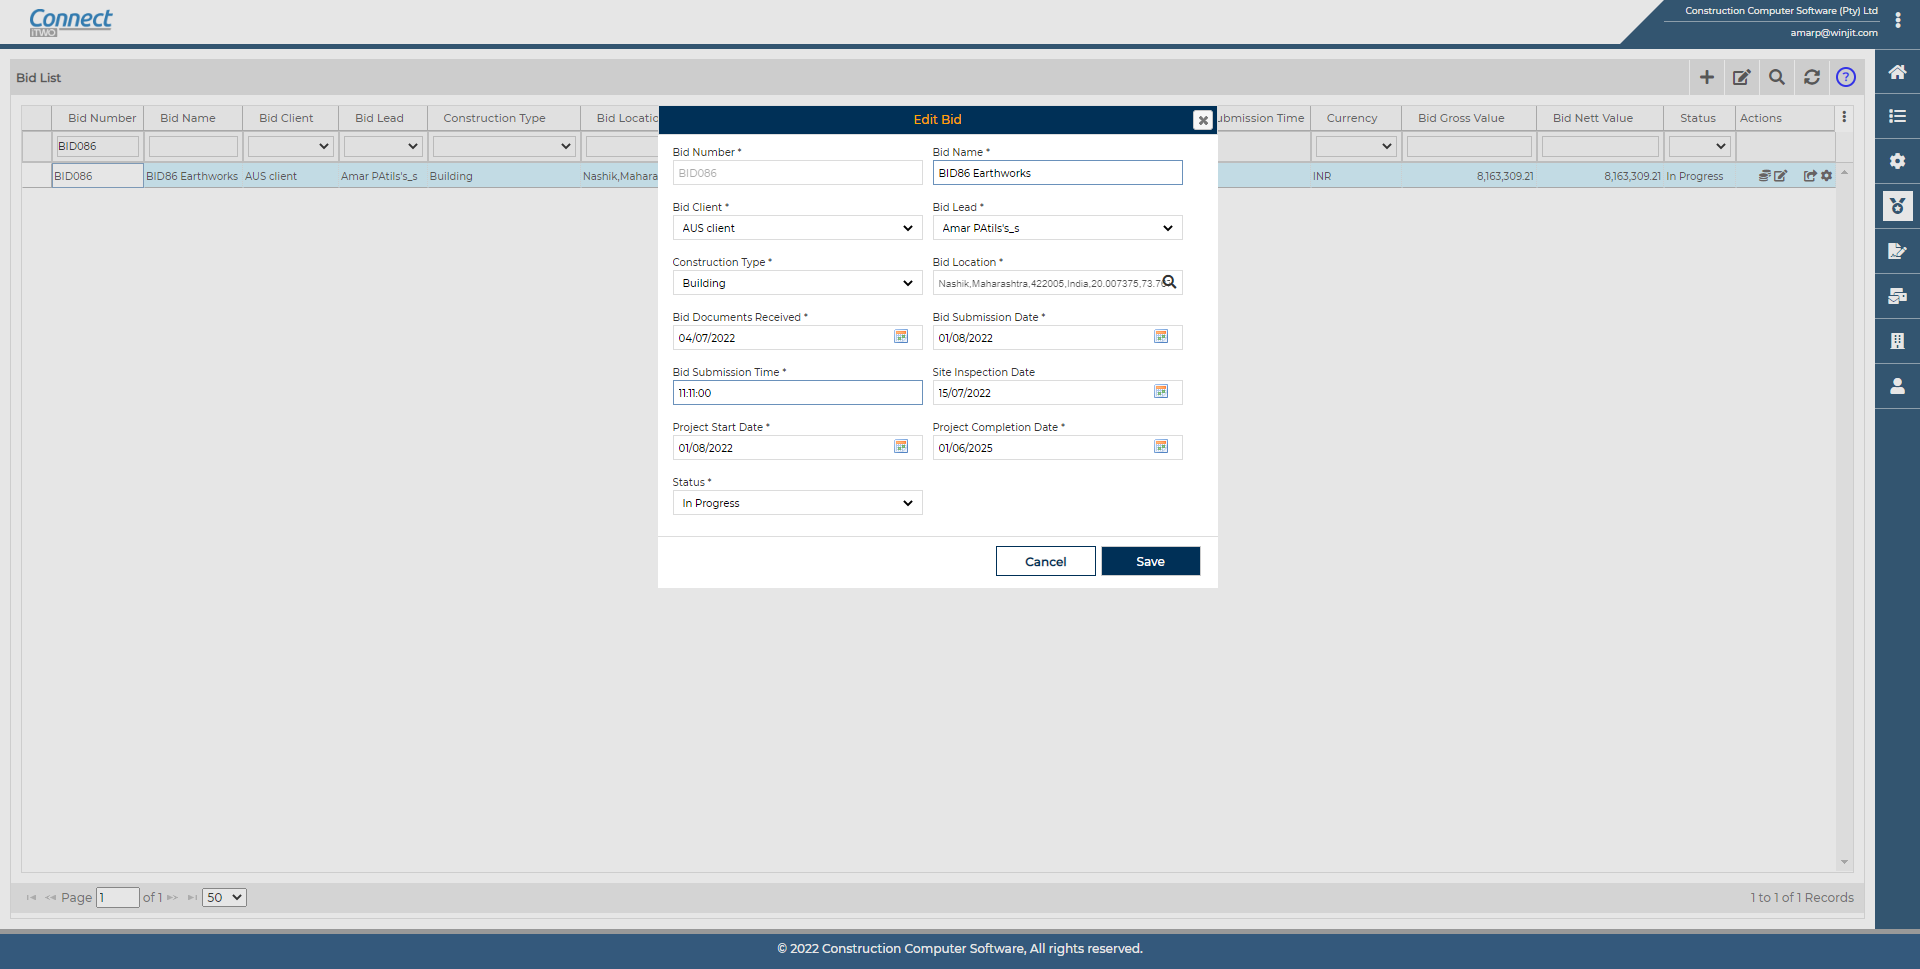 Connect
iTWO
Construction Computer Software (Pty) Ltd
amarp@winjit.com
Bid List
Bid Number Bid Name Bid Client Bid Lead Construction Type Bid Locatio ubmission Time Currency Bid Gross Value Bid Nett Value Status Actions
BID086
BID086 BID86 Earthworks AUS client Amar PAtils's_s Building Nashik,Mahara INR 8,163,309.21 8,163,309.21 In Progress
Edit Bid
Bid Number * Bid Name *
BID086 BID86 Earthworks
Bid Client * Bid Lead *
AUS client Amar PAtils's_s
Construction Type * Bid Location *
Building Nashik,Maharashtra,422005,India,20.007375,73.76
Bid Documents Received * Bid Submission Date *
04/07/2022 01/08/2022
Bid Submission Time * Site Inspection Date
11:11:00 15/07/2022
Project Start Date * Project Completion Date *
01/08/2022 01/06/2025
Status *
In Progress
Cancel Save
Page 1 of 1 50 1 to 1 of 1 Records
© 2022 Construction Computer Software, All rights reserved.